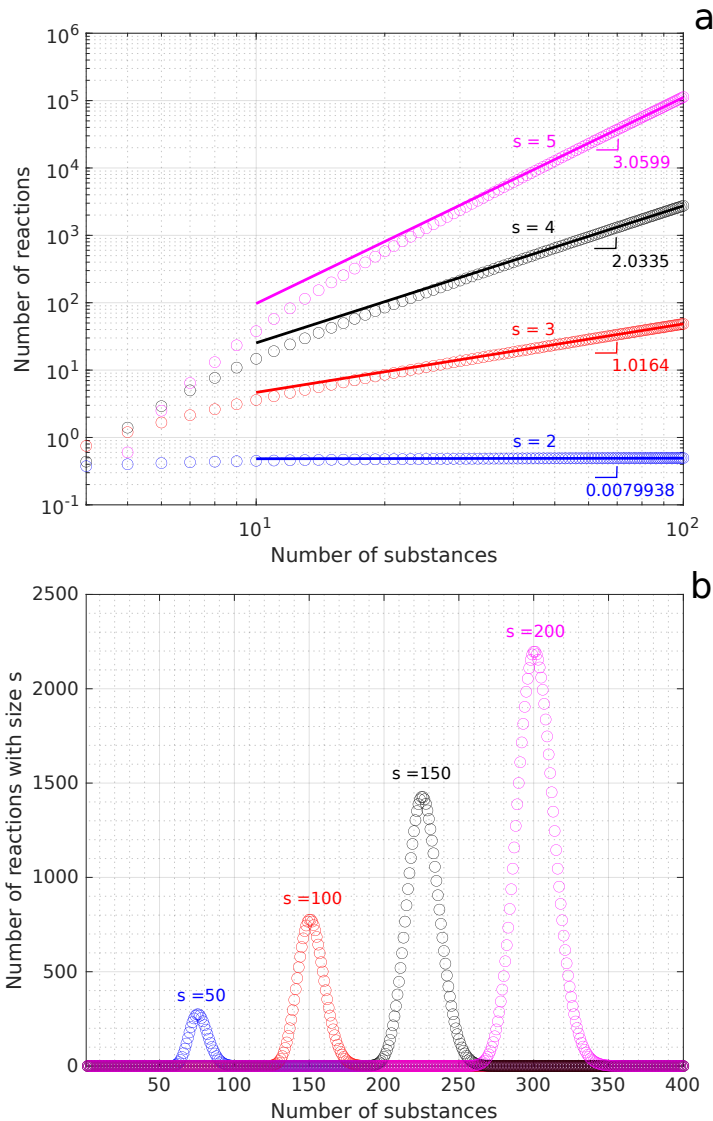 a
10^6
10^5
10^4
10^3
10^2
10^1
10^0
10^-1
Number of reactions
s = 5
3.0599
s = 4
2.0335
s = 3
1.0164
s = 2
0.0079938
10^1
10^2
Number of substances
b
2500
2000
1500
1000
500
0
Number of reactions with size s
s =200
s =150
s =100
s =50
50
100
150
200
250
300
350
400
Number of substances